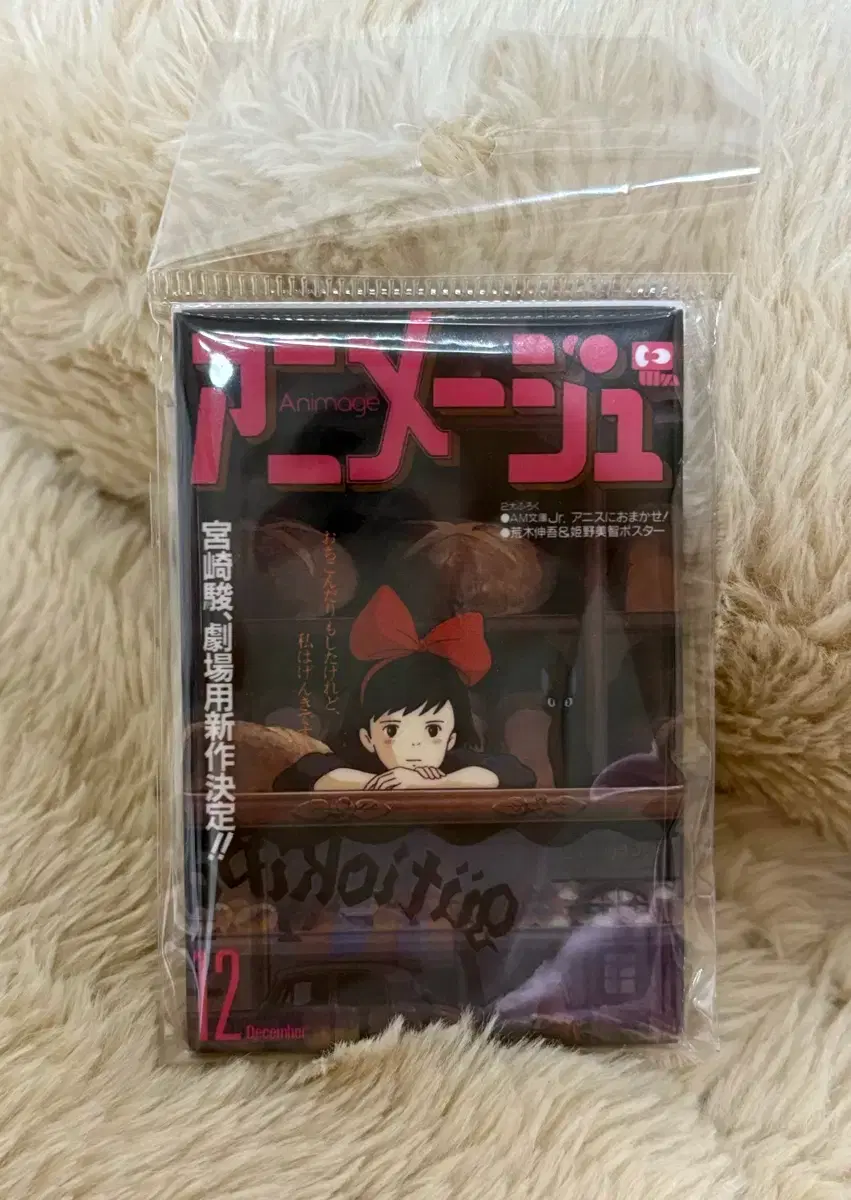 アニメージュ
Animage
2大ふろく
●AM文庫Jr. アニスにおまかせ!
●荒木伸吾&姫野美智ポスター
宮崎駿、劇場用新作決定!!
おちこんだりもしたけれど、
私はげんきです。
12
December